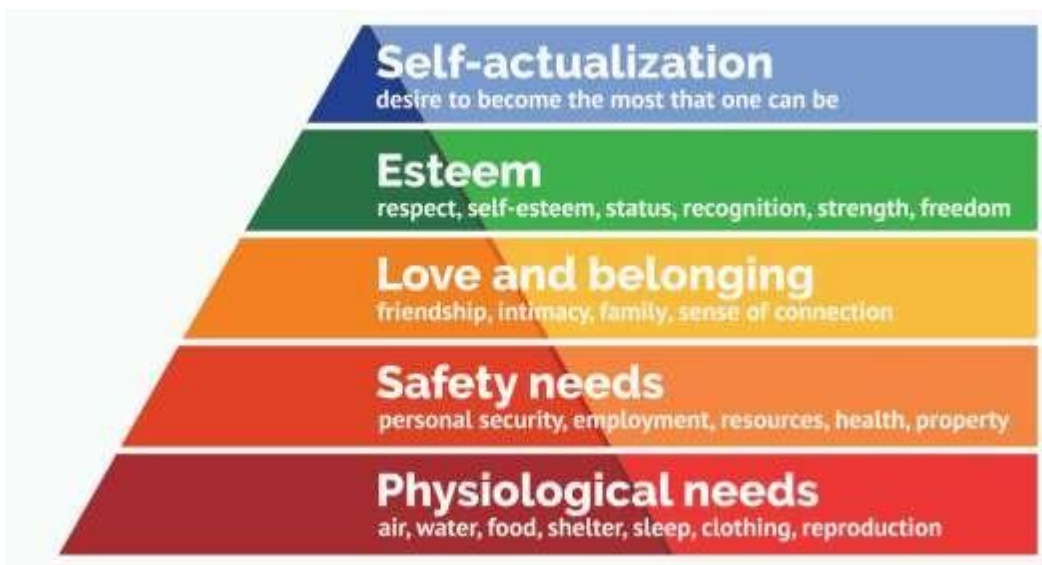 Self-actualization
desire to become the most that one can be
Esteem
respect, self-esteem, status, recognition, strength, freedom
Love and belonging
friendship, intimacy, family, sense of connection
Safety needs
personal security, employment, resources, health, property
Physiological needs
air, water, food, shelter, sleep, clothing, reproduction